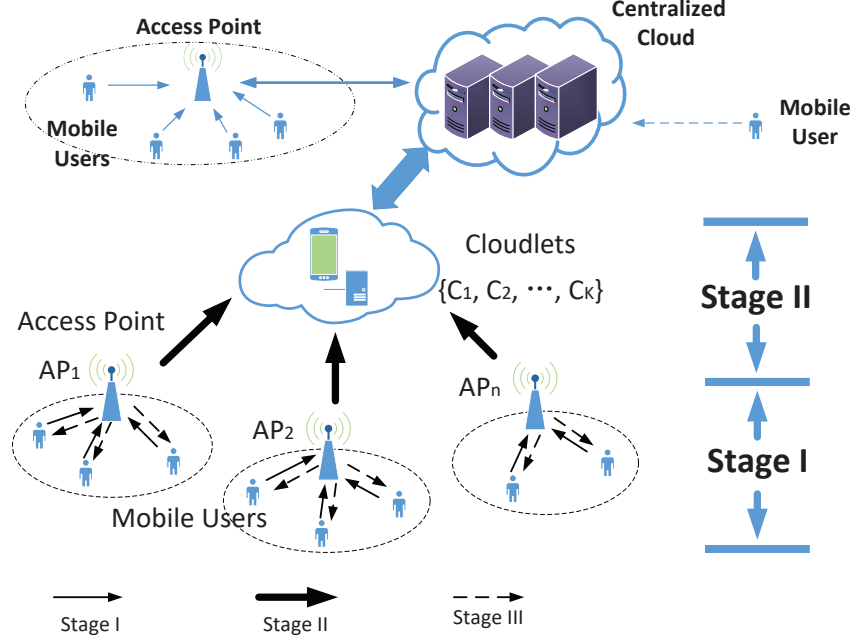 Centralized
Cloud
Access Point
Mobile
Users
Mobile
User
Cloudlets
{C1, C2, ···, CK}
Stage II
Access Point
AP1
AP2
APn
Stage I
Mobile Users
Stage I
Stage II
Stage III